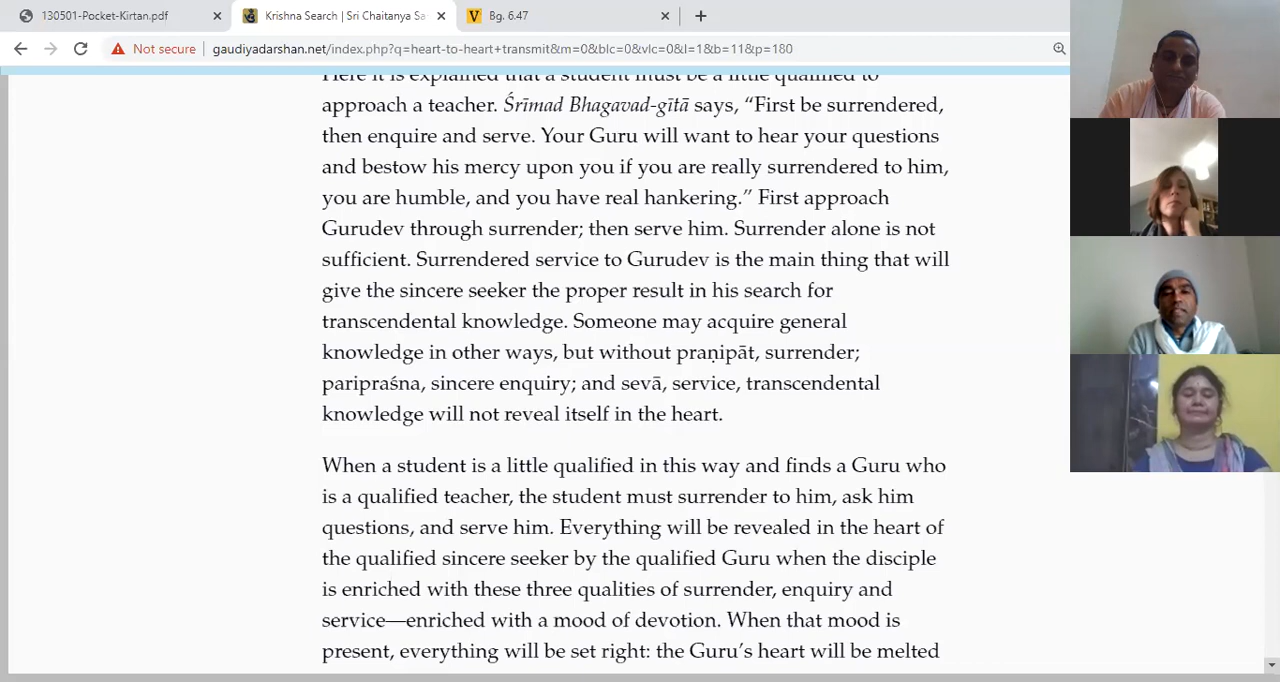 130501-Pocket-Kirtan.pdf
Krishna Search | Sri Chaitanya Sa
Bg. 6.47
Not secure
gaudiyadarshan.net/index.php?q=heart-to-heart+transmit&m=0&blc=0&vlc=0&l=1&b=11&p=180
Here it is explained that a student must be a little qualified to
approach a teacher. Śrīmad Bhagavad-gītā says, “First be surrendered,
then enquire and serve. Your Guru will want to hear your questions
and bestow his mercy upon you if you are really surrendered to him,
you are humble, and you have real hankering.” First approach
Gurudev through surrender; then serve him. Surrender alone is not
sufficient. Surrendered service to Gurudev is the main thing that will
give the sincere seeker the proper result in his search for
transcendental knowledge. Someone may acquire general
knowledge in other ways, but without praṇipāt, surrender;
paripraśna, sincere enquiry; and sevā, service, transcendental
knowledge will not reveal itself in the heart.
When a student is a little qualified in this way and finds a Guru who
is a qualified teacher, the student must surrender to him, ask him
questions, and serve him. Everything will be revealed in the heart of
the qualified sincere seeker by the qualified Guru when the disciple
is enriched with these three qualities of surrender, enquiry and
service—enriched with a mood of devotion. When that mood is
present, everything will be set right: the Guru’s heart will be melted